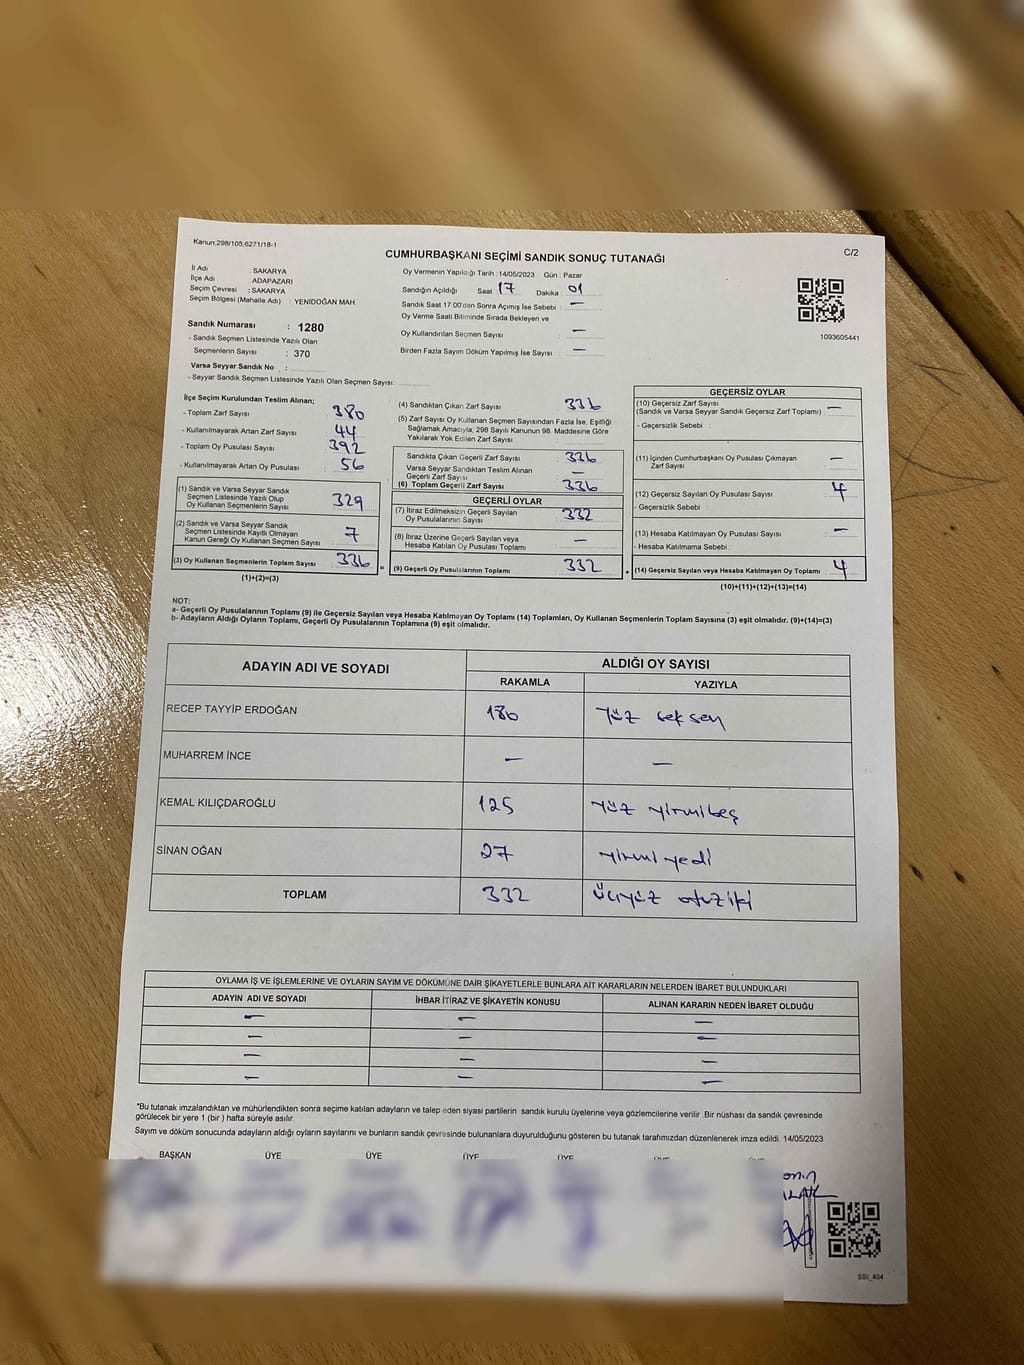 Kanun:298/105;6271/18-1
C/2
CUMHURBAŞKANI SEÇİMİ SANDIK SONUÇ TUTANAĞI
İl Adı : SAKARYA
İlçe Adı : ADAPAZARI
Seçim Çevresi : SAKARYA
Seçim Bölgesi (Mahalle Adı) : YENİDOĞAN MAH.
Sandık Numarası : 1280
- Sandık Seçmen Listesinde Yazılı Olan
Seçmenlerin Sayısı : 370
Varsa Seyyar Sandık No :
- Seyyar Sandık Seçmen Listesinde Yazılı Olan Seçmen Sayısı:
Oy Vermenin Yapıldığı Tarih : 14/05/2023 Gün : Pazar
Sandığın Açıldığı Saat 17 Dakika 01
Sandık Saat 17:00'dan Sonra Açımış İse Sebebi : —
Oy Verme Saati Bitiminde Sırada Bekleyen ve
Oy Kullandırılan Seçmen Sayısı : —
Birden Fazla Sayım Döküm Yapılmış İse Sayısı : —
1093605441
İlçe Seçim Kurulundan Teslim Alınan;
- Toplam Zarf Sayısı : 380
- Kullanılmayarak Artan Zarf Sayısı : 44
- Toplam Oy Pusulası Sayısı : 392
- Kullanılmayarak Artan Oy Pusulası : 56
(1) Sandık ve Varsa Seyyar Sandık
Seçmen Listesinde Yazılı Olup
Oy Kullanan Seçmenlerin Sayısı : 329
(2) Sandık ve Varsa Seyyar Sandık
Seçmen Listesinde Kayıtlı Olmayan
Kanun Gereği Oy Kullanan Seçmen Sayısı : 7
(3) Oy Kullanan Seçmenlerin Toplam Sayısı : 336
(1)+(2)=(3)
=
(4) Sandıktan Çıkan Zarf Sayısı : 336
(5) Zarf Sayısı Oy Kullanan Seçmen Sayısından Fazla İse, Eşitliği
Sağlamak Amacıyla; 298 Sayılı Kanunun 98. Maddesine Göre
Yakılarak Yok Edilen Zarf Sayısı :
Sandıkta Çıkan Geçerli Zarf Sayısı : 336
Varsa Seyyar Sandıktan Teslim Alınan
Geçerli Zarf Sayısı : —
(6) Toplam Geçerli Zarf Sayısı : 336
GEÇERLİ OYLAR
(7) İtiraz Edilmeksizin Geçerli Sayılan
Oy Pusulalarının Sayısı : 332
(8) İtiraz Üzerine Geçerli Sayılan veya
Hesaba Katılan Oy Pusulası Toplamı : —
(9) Geçerli Oy Pusulalarının Toplamı : 332
+
GEÇERSİZ OYLAR
(10) Geçersiz Zarf Sayısı
(Sandık ve Varsa Seyyar Sandık Geçersiz Zarf Toplamı) : —
- Geçersizlik Sebebi :
(11) İçinden Cumhurbaşkanı Oy Pusulası Çıkmayan
Zarf Sayısı : —
(12) Geçersiz Sayılan Oy Pusulası Sayısı : 4
- Geçersizlik Sebebi :
(13) Hesaba Katılmayan Oy Pusulası Sayısı : —
- Hesaba Katılmama Sebebi :
(14) Geçersiz Sayılan veya Hesaba Katılmayan Oy Toplamı : 4
(10)+(11)+(12)+(13)=(14)
NOT:
a- Geçerli Oy Pusulalarının Toplamı (9) ile Geçersiz Sayılan veya Hesaba Katılmayan Oy Toplamı (14) Toplamları, Oy Kullanan Seçmenlerin Toplam Sayısına (3) eşit olmalıdır. (9)+(14)=(3)
b- Adayların Aldığı Oyların Toplamı, Geçerli Oy Pusulalarının Toplamına (9) eşit olmalıdır.
ADAYIN ADI VE SOYADI
ALDIĞI OY SAYISI
RAKAMLA YAZIYLA
RECEP TAYYİP ERDOĞAN 180 Yüz seksen
MUHARREM İNCE — —
KEMAL KILIÇDAROĞLU 125 Yüz yirmibeş
SİNAN OĞAN 27 yirmi yedi
TOPLAM 332 Üçyüz otuziki
OYLAMA İŞ VE İŞLEMLERİNE VE OYLARIN SAYIM VE DÖKÜMÜNE DAİR ŞİKAYETLERLE BUNLARA AİT KARARLARIN NELERDEN İBARET BULUNDUKLARI
ADAYIN ADI VE SOYADI İHBAR İTİRAZ VE ŞİKAYETİN KONUSU ALINAN KARARIN NEDEN İBARET OLDUĞU
— — —
— — —
— — —
— — —
*Bu tutanak imzalandıktan ve mühürlendikten sonra seçime katılan adayların ve talep eden siyasi partilerin sandık kurulu üyelerine veya gözlemcilerine verilir. Bir nüshası da sandık çevresinde
görülecek bir yere 1 (bir ) hafta süreyle asılır.
Sayım ve döküm sonucunda adayların aldığı oyların sayılarını ve bunların sandık çevresinde bulunanlara duyurulduğunu gösteren bu tutanak tarafımızdan düzenlenerek imza edildi. 14/05/2023
BAŞKAN ÜYE ÜYE ÜYE ÜYE
SSI_404